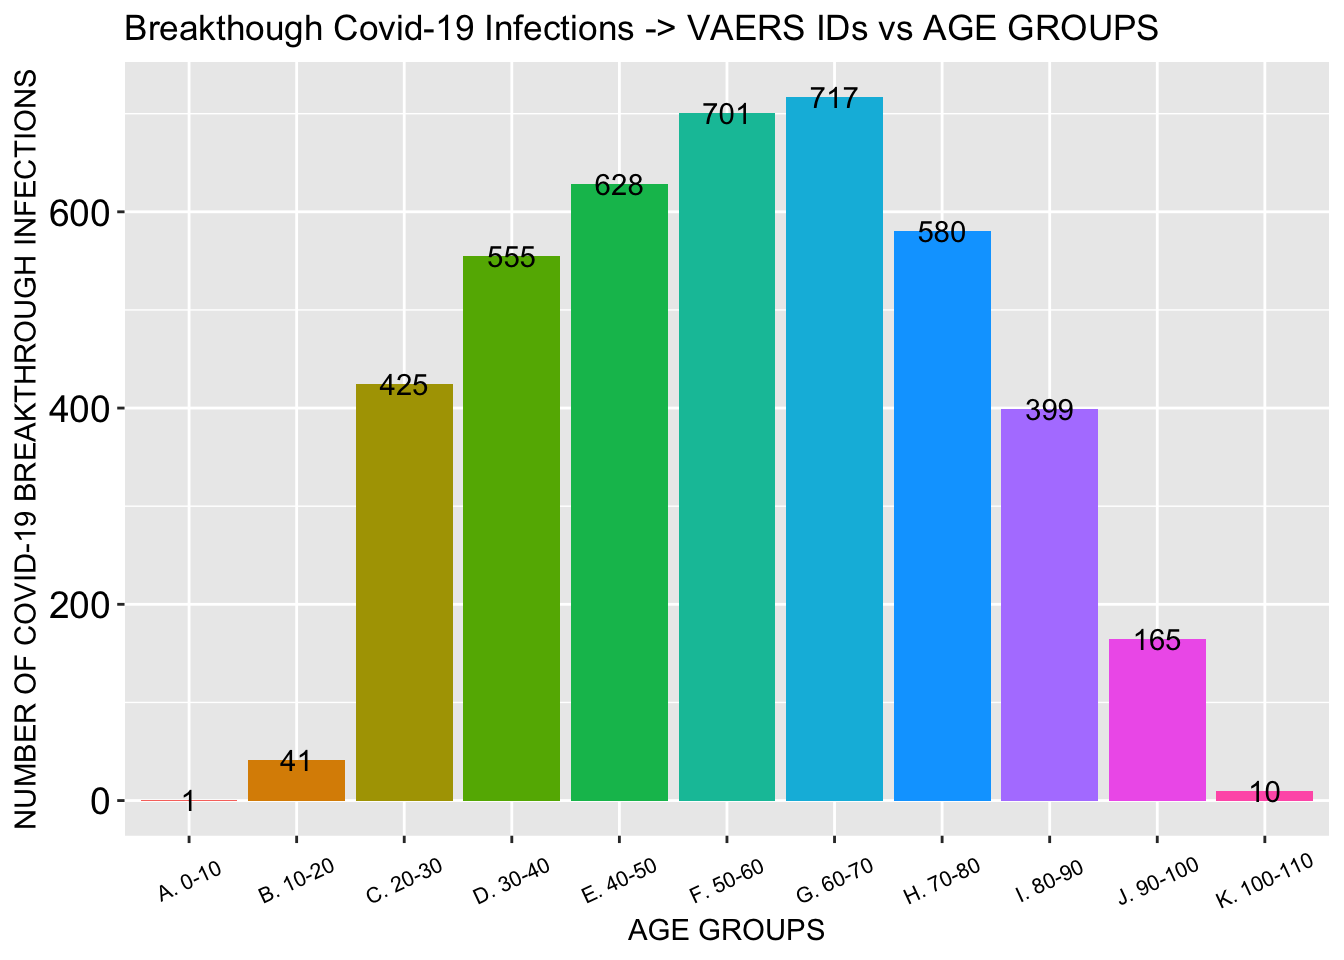 Breakthough Covid-19 Infections -> VAERS IDs vs AGE GROUPS
NUMBER OF COVID-19 BREAKTHROUGH INFECTIONS
600
400
200
0
1
41
425
555
628
701
717
580
399
165
10
A. 0-10
B. 10-20
C. 20-30
D. 30-40
E. 40-50
F. 50-60
G. 60-70
H. 70-80
I. 80-90
J. 90-100
K. 100-110
AGE GROUPS